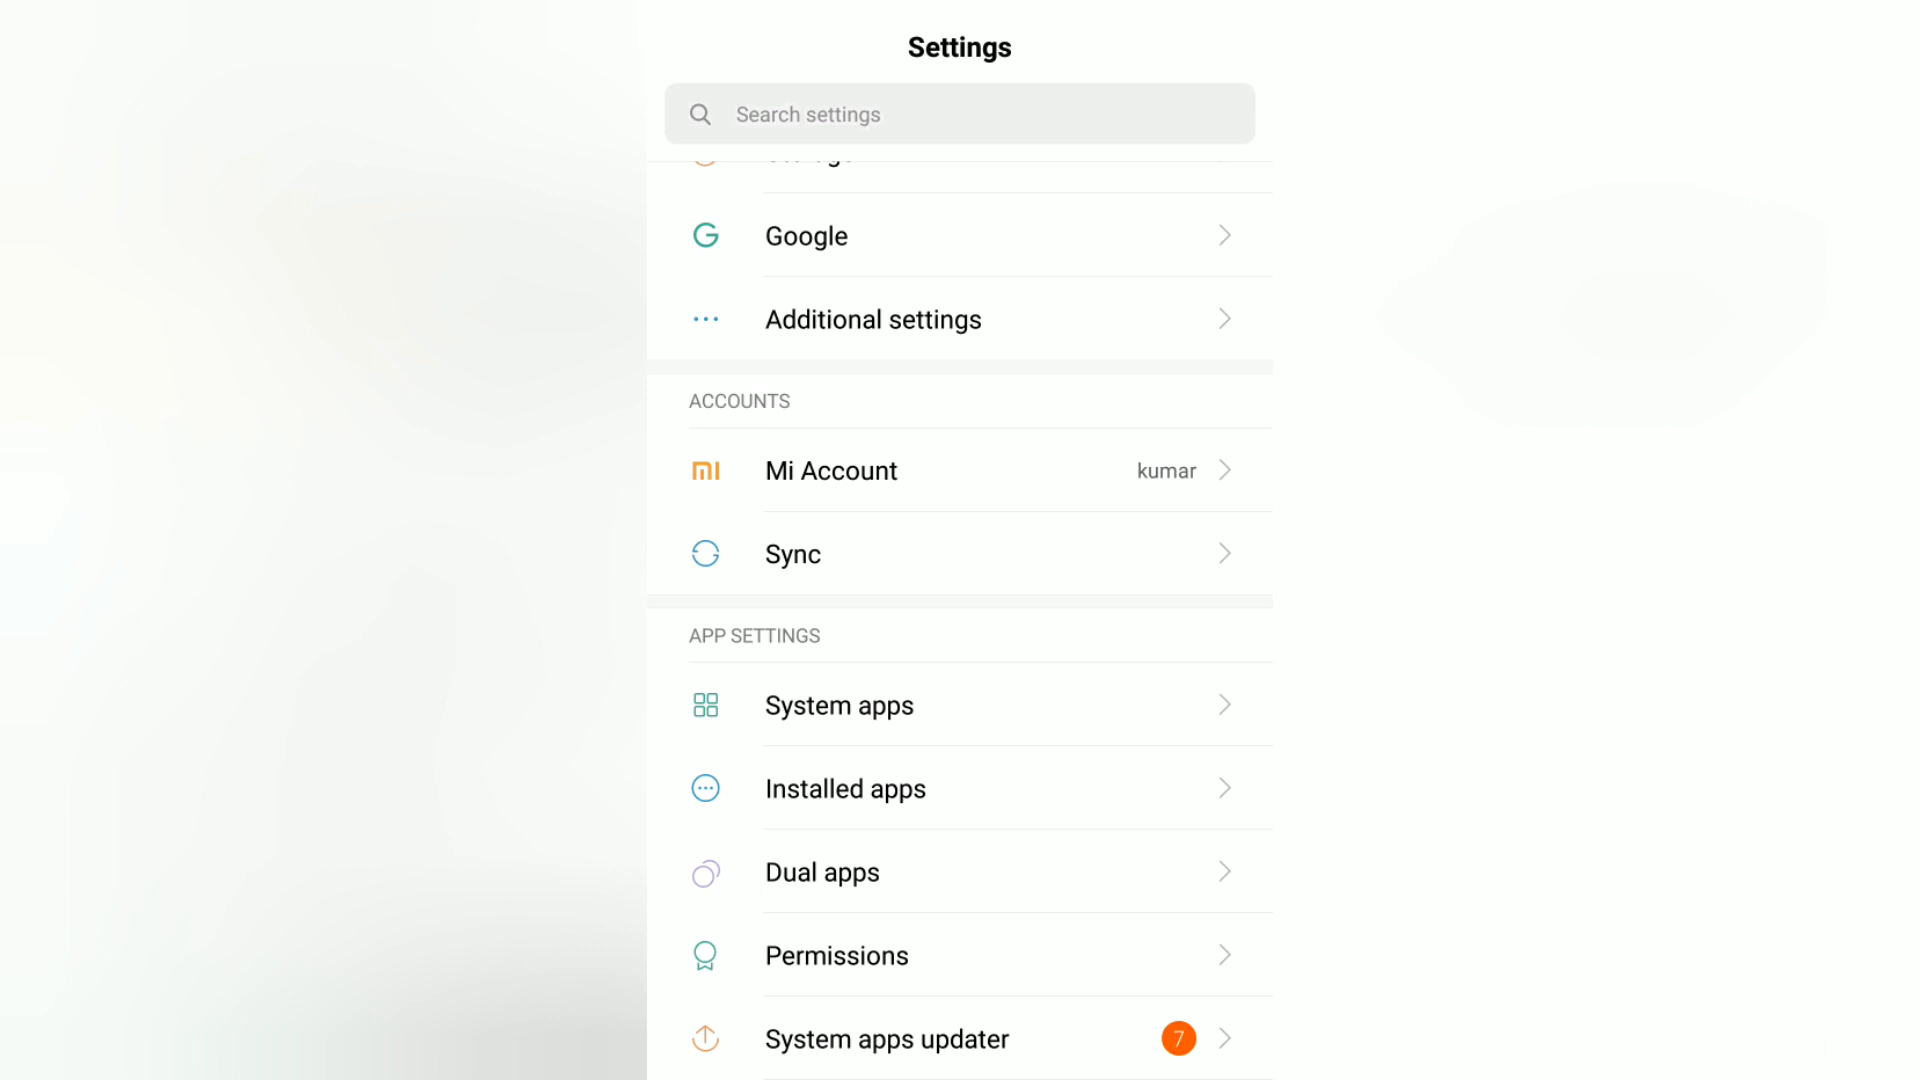 Settings
Search settings
Google
Additional settings
ACCOUNTS
Mi Account kumar
Sync
APP SETTINGS
System apps
Installed apps
Dual apps
Permissions
System apps updater 7